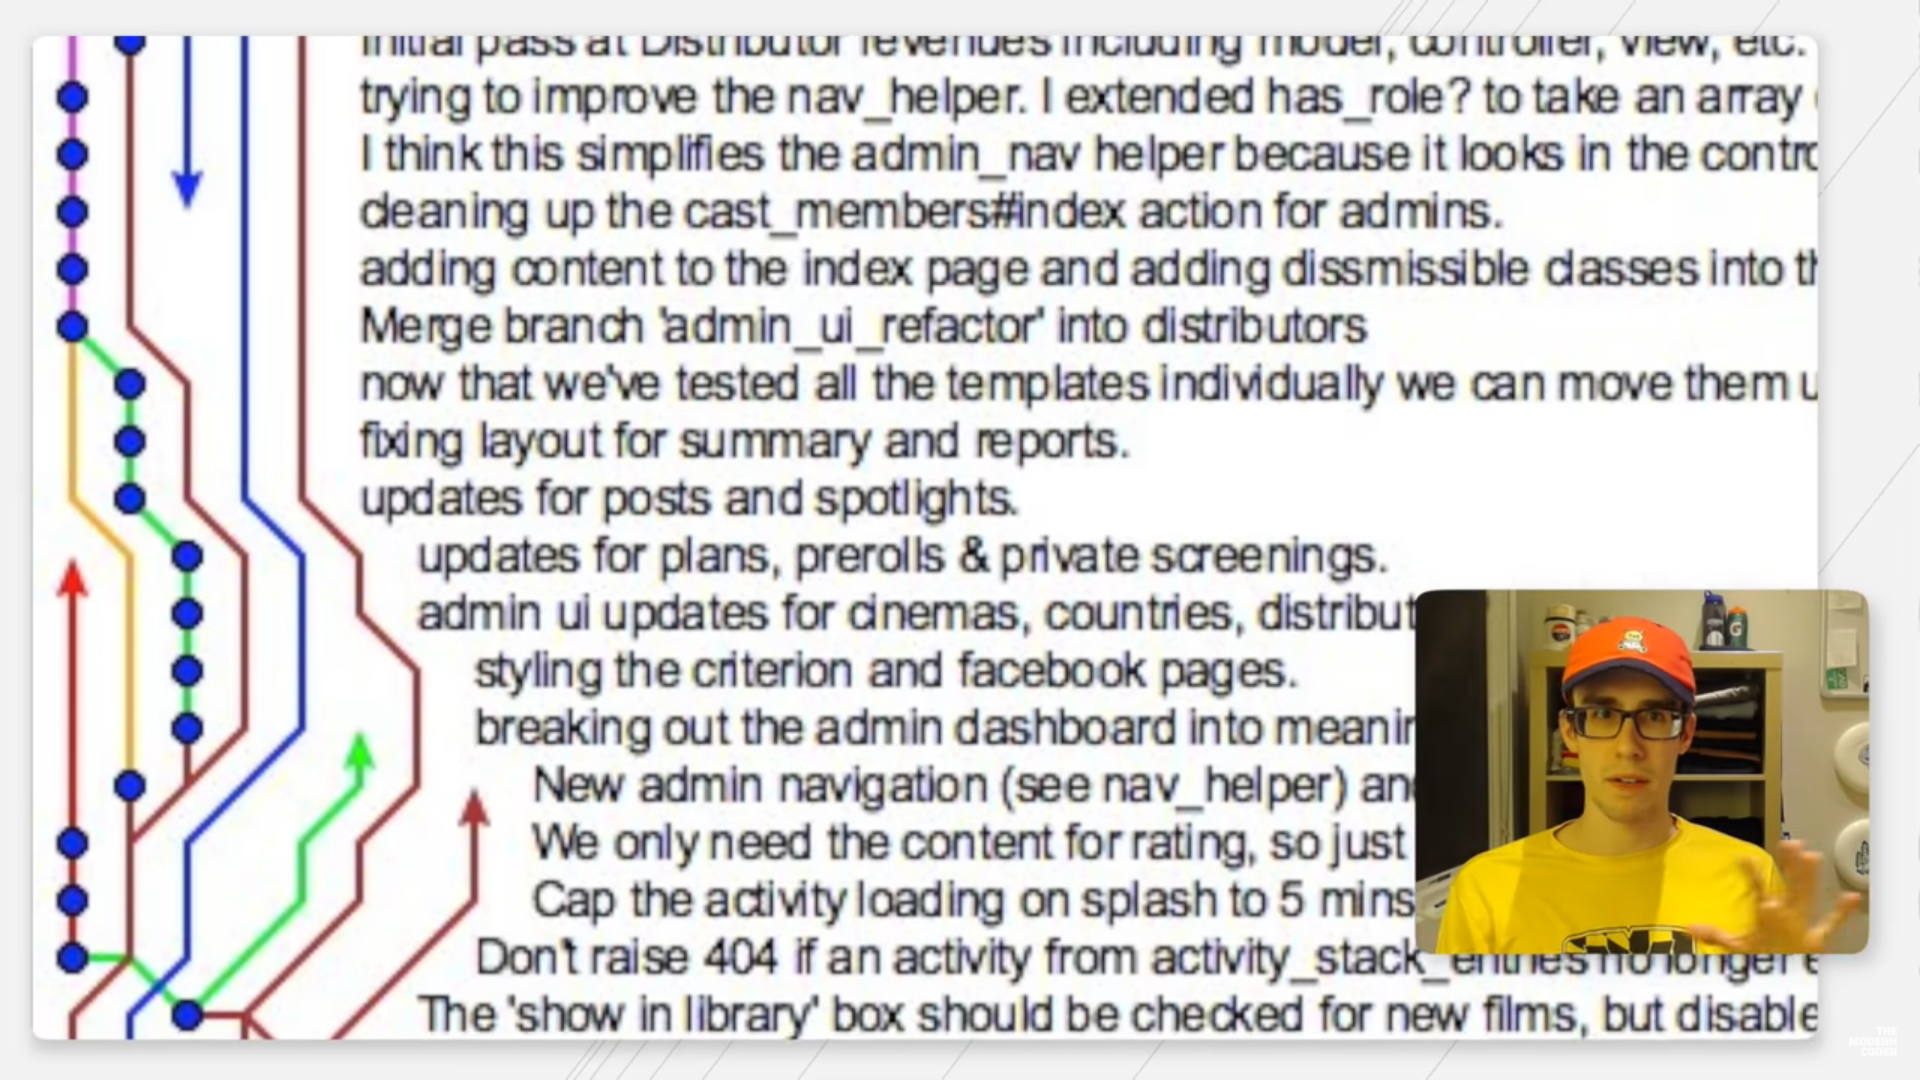 Initial pass at Distributor revenues including model, controller, view, etc.
trying to improve the nav_helper. I extended has_role? to take an array
I think this simplifies the admin_nav helper because it looks in the contro
cleaning up the cast_members#index action for admins.
adding content to the index page and adding dissmissible classes into th
Merge branch 'admin_ui_refactor' into distributors
now that we've tested all the templates individually we can move them u
fixing layout for summary and reports.
updates for posts and spotlights.
updates for plans, prerolls & private screenings.
admin ui updates for cinemas, countries, distribut
styling the criterion and facebook pages.
breaking out the admin dashboard into meanin
New admin navigation (see nav_helper) and
We only need the content for rating, so just
Cap the activity loading on splash to 5 mins
Don't raise 404 if an activity from activity_stack_entries no longer e
The 'show in library' box should be checked for new films, but disable
THE
MODERN
CODER